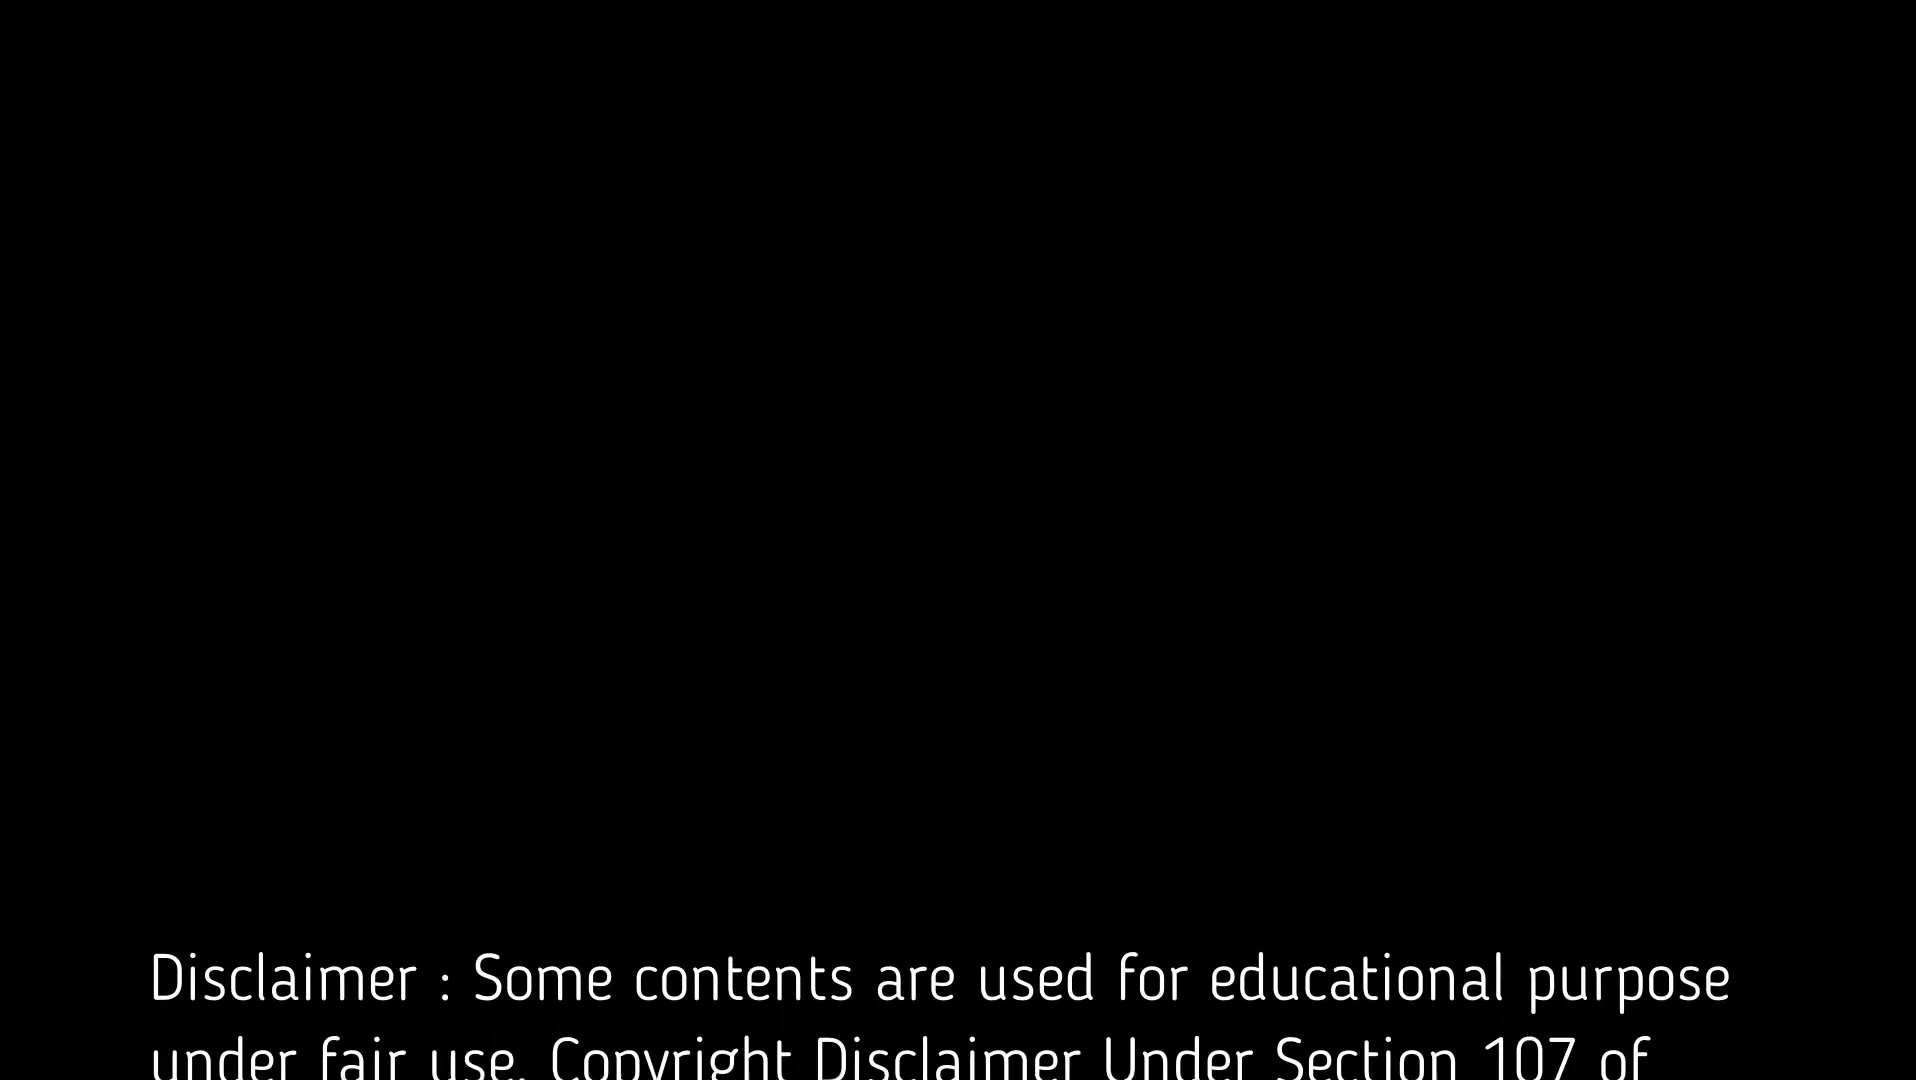 Disclaimer : Some contents are used for educational purpose
under fair use. Copyright Disclaimer Under Section 107 of